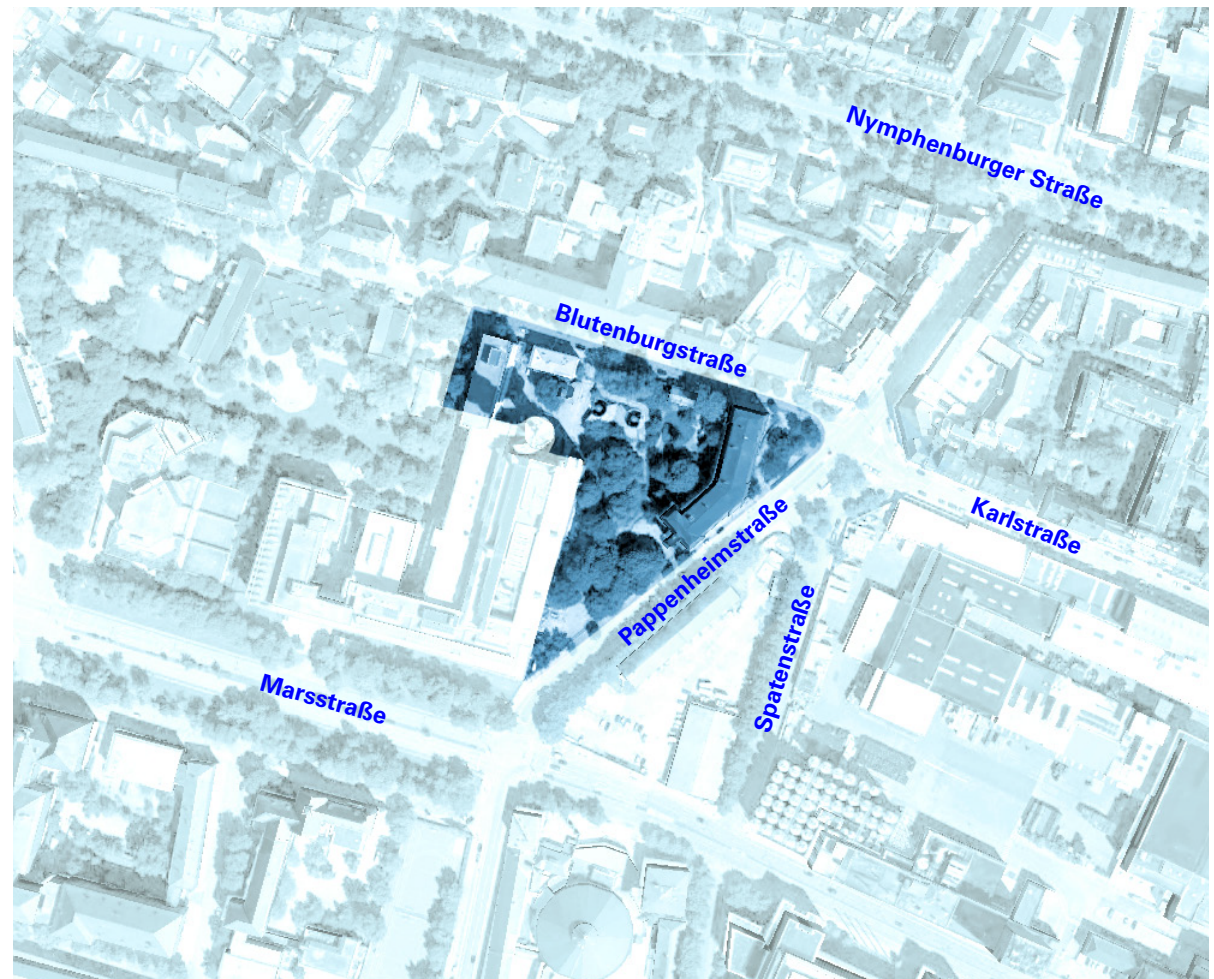 Nymphenburger Straße
Blutenburgstraße
Karlstraße
Pappenheimstraße
Spatenstraße
Marsstraße